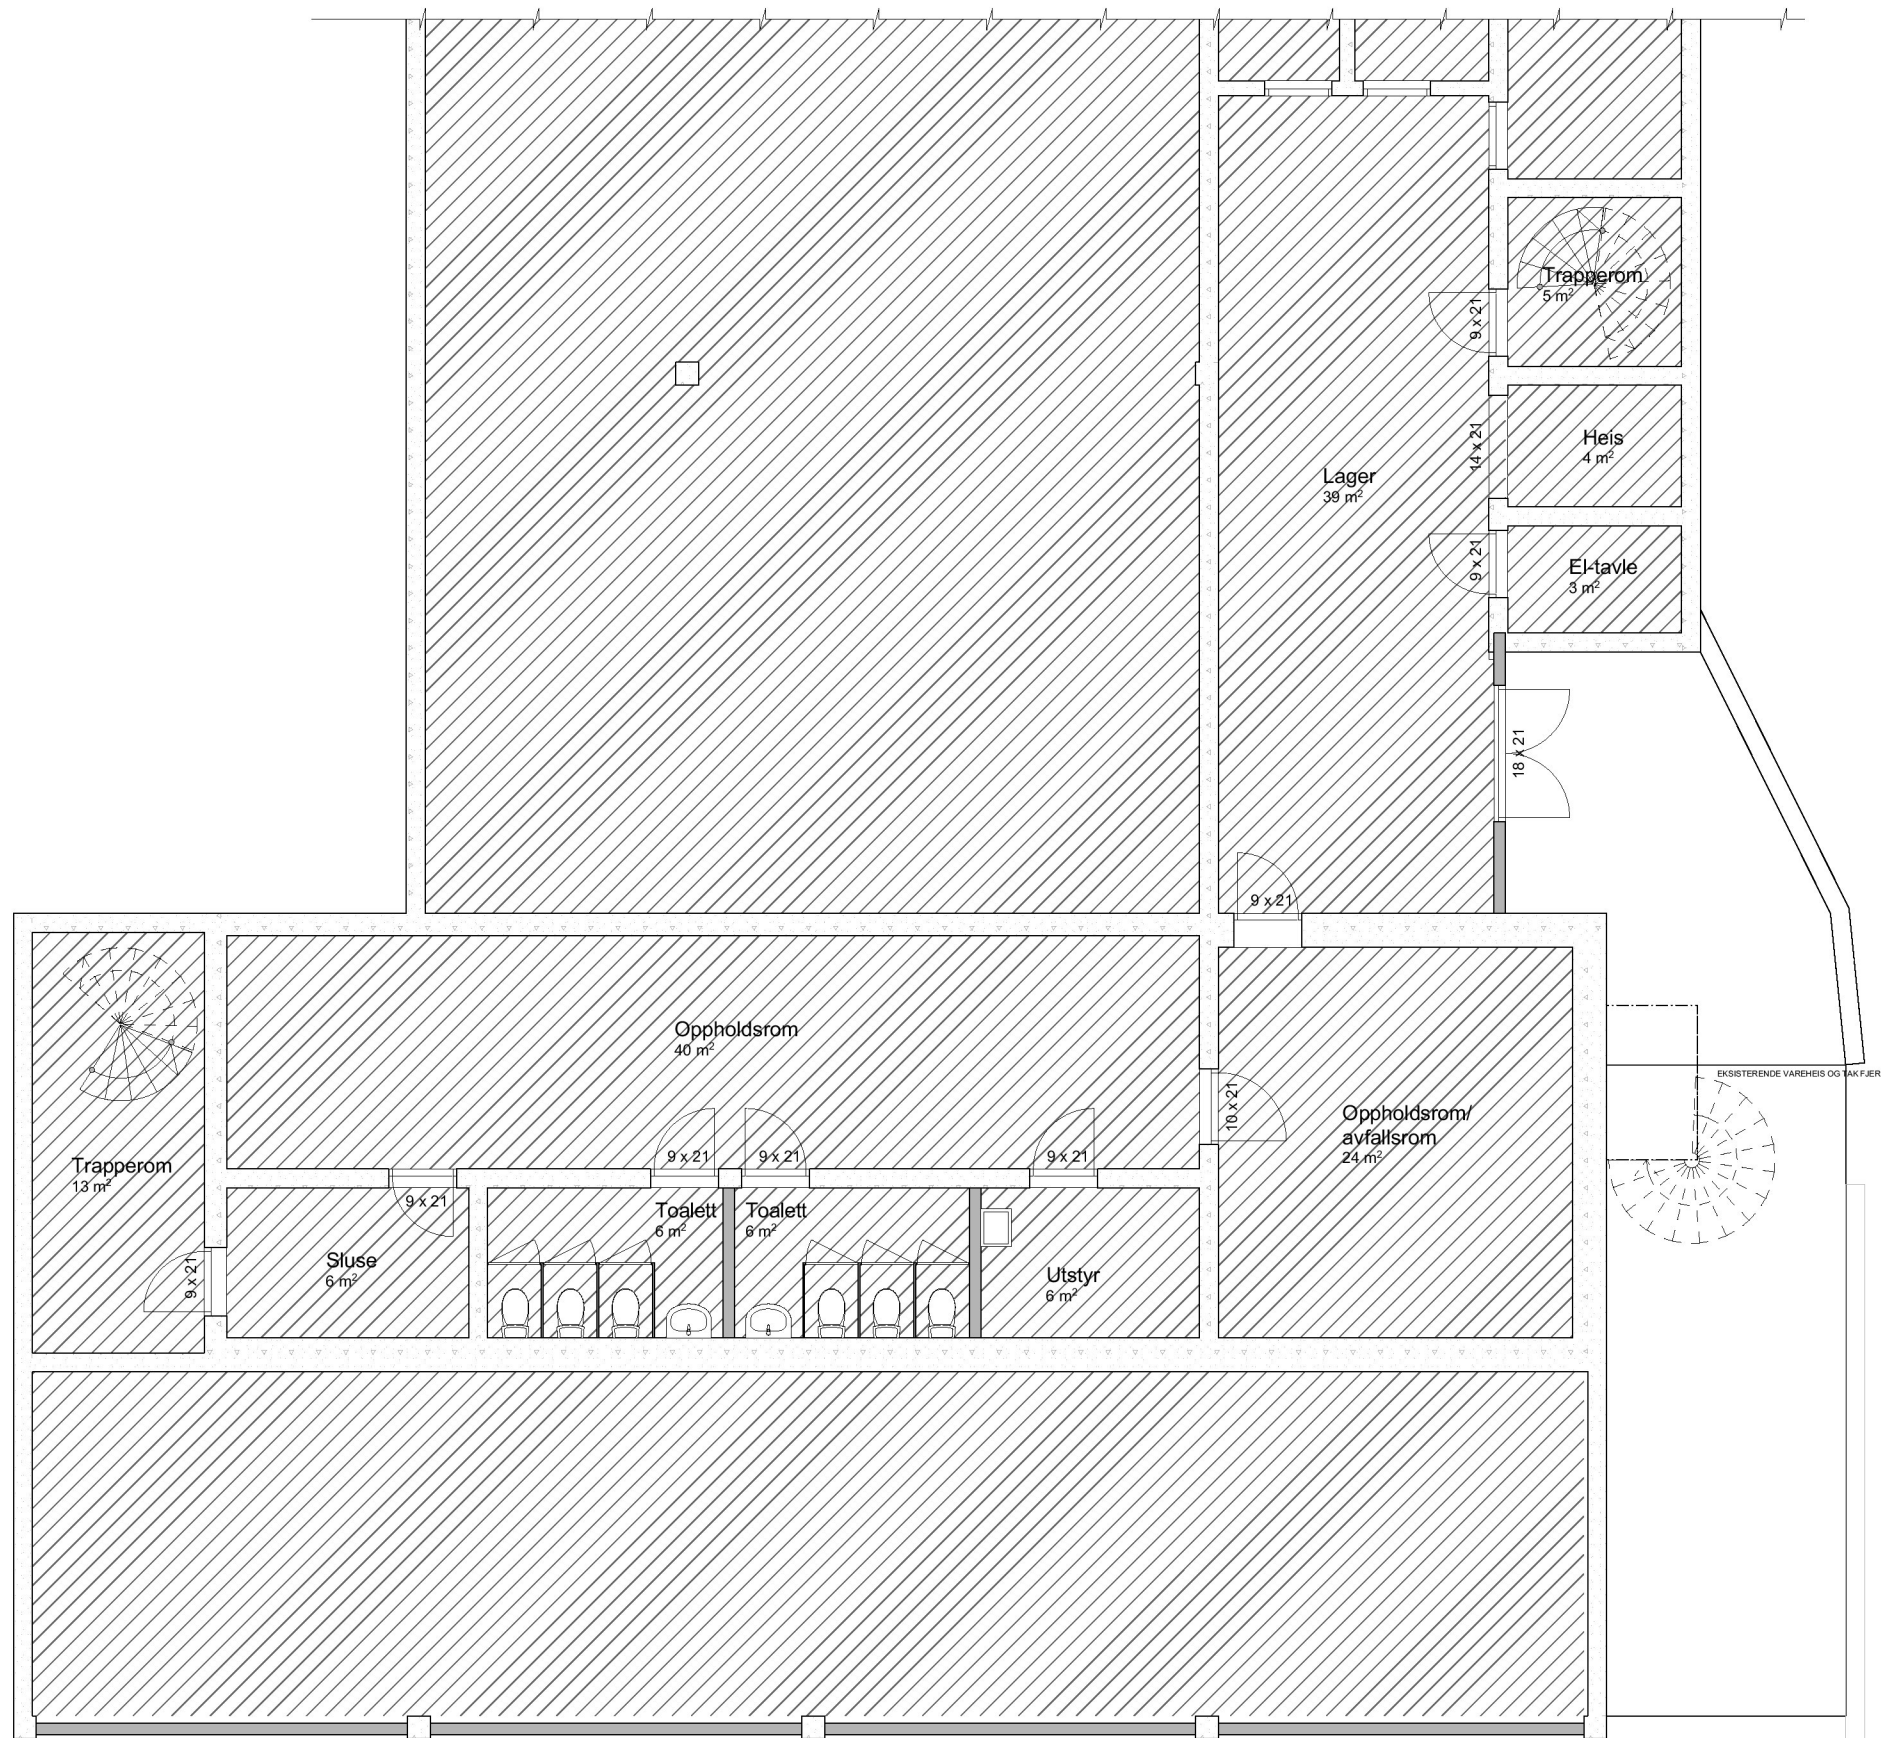 Trapperom
5 m²
9 x 21
Heis
4 m²
14 x 21
Lager
39 m²
El-tavle
3 m²
9 x 21
18 x 21
9 x 21
Oppholdsrom
40 m²
EKSISTERENDE VAREHEIS OG TAK FJER
10 x 21
Oppholdsrom/
avfallsrom
24 m²
Trapperom
13 m²
9 x 21
9 x 21
9 x 21
9 x 21
Toalett
6 m²
Toalett
6 m²
Sluse
6 m²
9 x 21
Utstyr
6 m²